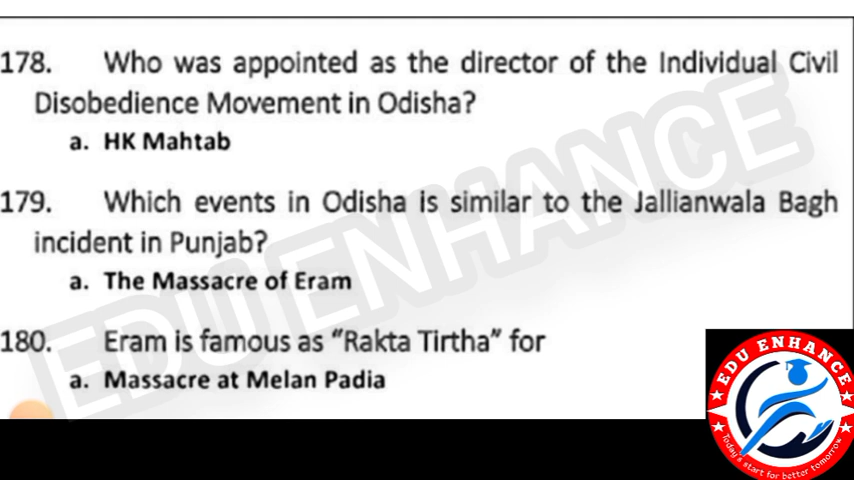 178. Who was appointed as the director of the Individual Civil
Disobedience Movement in Odisha?
a. HK Mahtab
179. Which events in Odisha is similar to the Jallianwala Bagh
incident in Punjab?
a. The Massacre of Eram
180. Eram is famous as “Rakta Tirtha” for
a. Massacre at Melan Padia
EDU ENHANCE
EDU ENHANCE
Today's start for better tomorrow